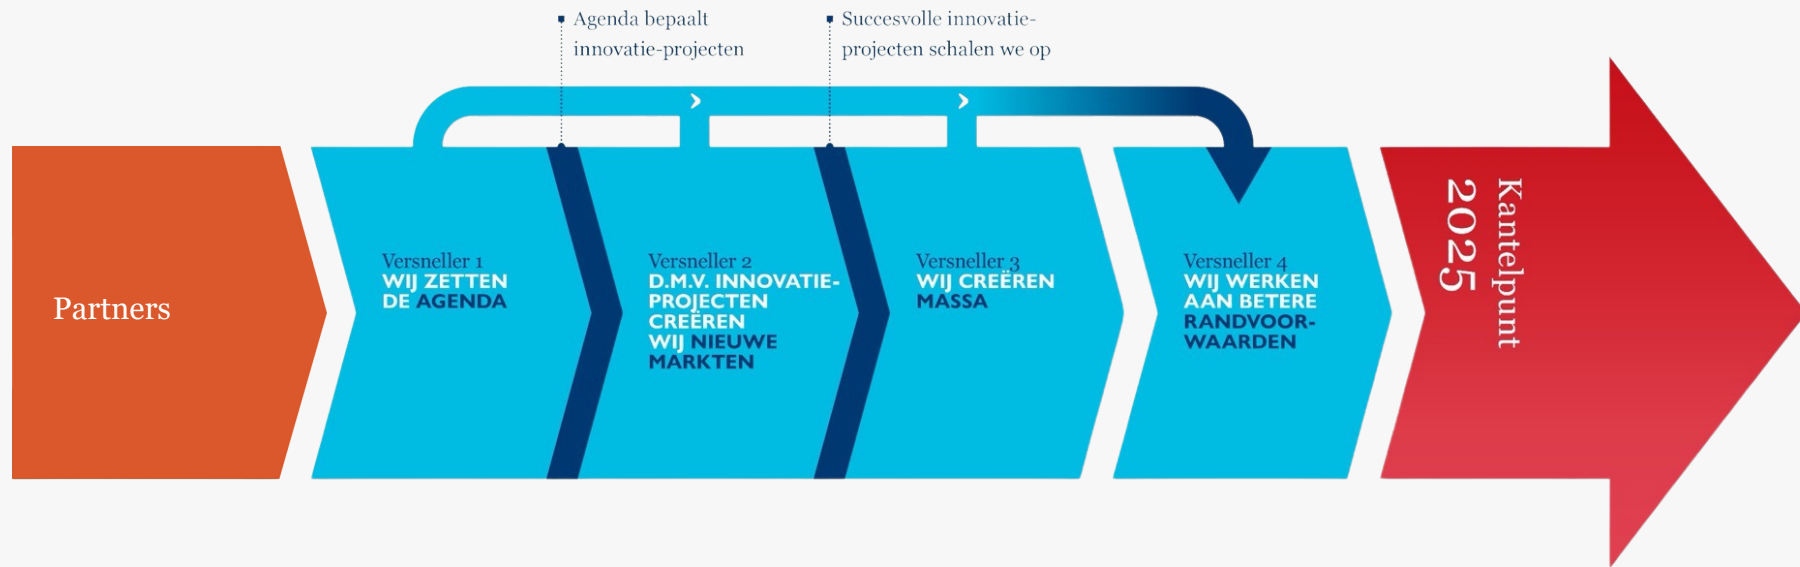 Agenda bepaalt
innovatie-projecten
Succesvolle innovatie-
projecten schalen we op
Partners
Versneller 1
WIJ ZETTEN
DE AGENDA
Versneller 2
D.M.V. INNOVATIE-
PROJECTEN
CREËREN
WIJ NIEUWE
MARKTEN
Versneller 3
WIJ CREËREN
MASSA
Versneller 4
WIJ WERKEN
AAN BETERE
RANDVOOR-
WAARDEN
Kantelpunt
2025